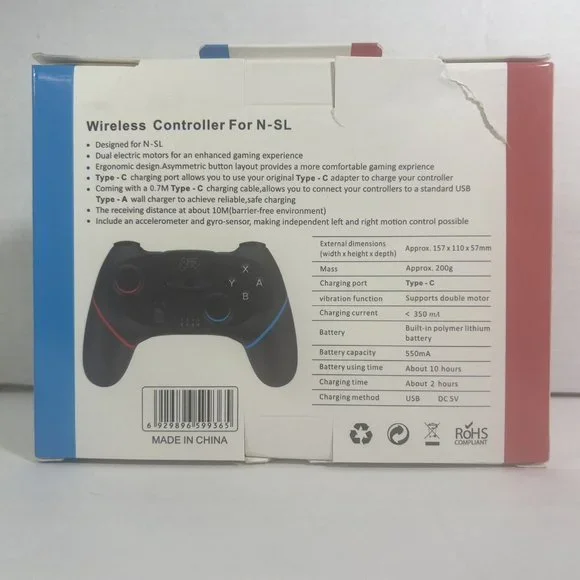 Wireless Controller For N-SL
• Designed for N-SL
• Dual electric motors for an enhanced gaming experience
• Ergonomic design.Asymmetric button layout provides a more comfortable gaming exprience
• Type - C charging port allows you to use your original Type - C adapter to charge your controller
• Coming with a 0.7M Type - C charging cable,allows you to connect your controllers to a standard USB
Type - A wall charger to achieve reliable,safe charging
• The receiving distance at about 10M(barrier-free environment)
• Include an accelerometer and gyro-sensor, making independent left and right motion control possible
External dimensions (width x height x depth) Approx. 157 x 110 x 57mm
Mass Approx. 200g
Charging port Type - C
vibration function Supports double motor
Charging current < 350 mA
Battery Built-in polymer lithium battery
Battery capacity 550mA
Battery using time About 10 hours
Charging time About 2 hours
Charging method USB DC 5V
X
Y A
B
6 929896 599365
MADE IN CHINA
RoHS
COMPLIANT